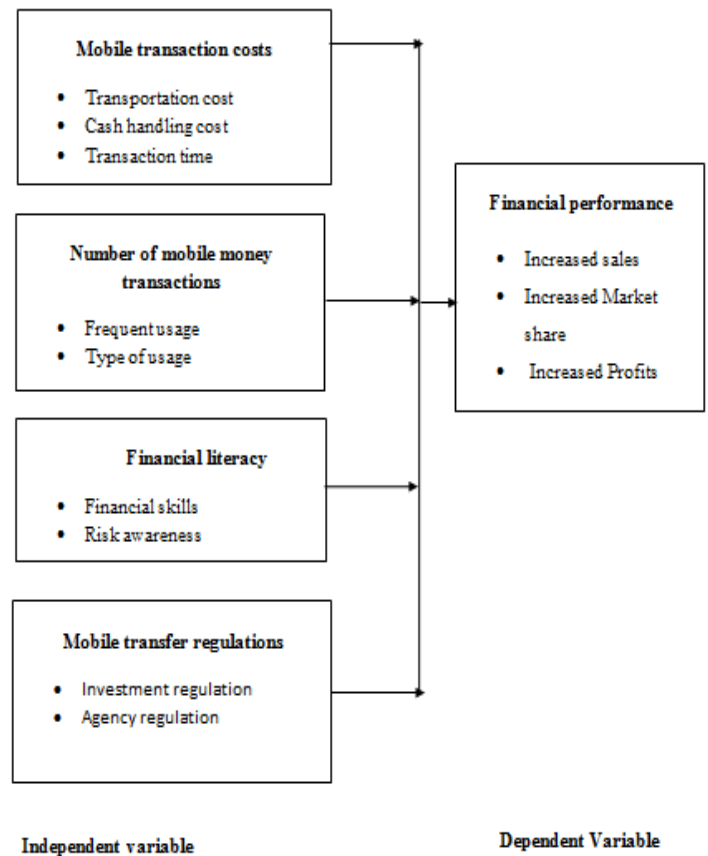 Mobile transaction costs
• Transportation cost
• Cash handling cost
• Transaction time
Number of mobile money
transactions
• Frequent usage
• Type of usage
Financial literacy
• Financial skills
• Risk awareness
Mobile transfer regulations
• Investment regulation
• Agency regulation
Independent variable
Financial performance
• Increased sales
• Increased Market
share
• Increased Profits
Dependent Variable